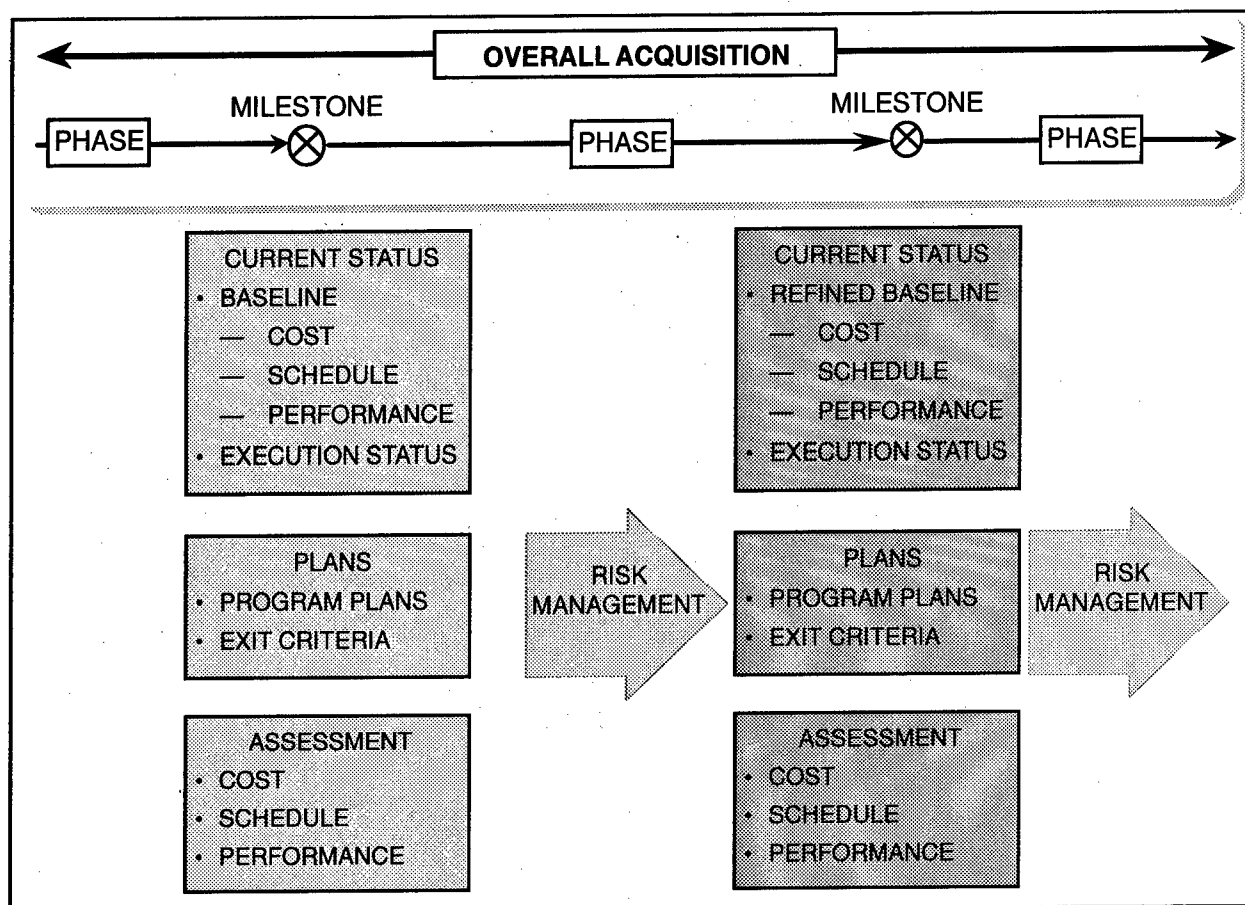 OVERALL ACQUISITION
MILESTONE
MILESTONE
PHASE
PHASE
PHASE
CURRENT STATUS
• BASELINE
— COST
— SCHEDULE
— PERFORMANCE
• EXECUTION STATUS
CURRENT STATUS
• REFINED BASELINE
— COST
— SCHEDULE
— PERFORMANCE
• EXECUTION STATUS
PLANS
• PROGRAM PLANS
• EXIT CRITERIA
RISK
MANAGEMENT
PLANS
• PROGRAM PLANS
• EXIT CRITERIA
RISK
MANAGEMENT
ASSESSMENT
• COST
• SCHEDULE
• PERFORMANCE
ASSESSMENT
• COST
• SCHEDULE
• PERFORMANCE